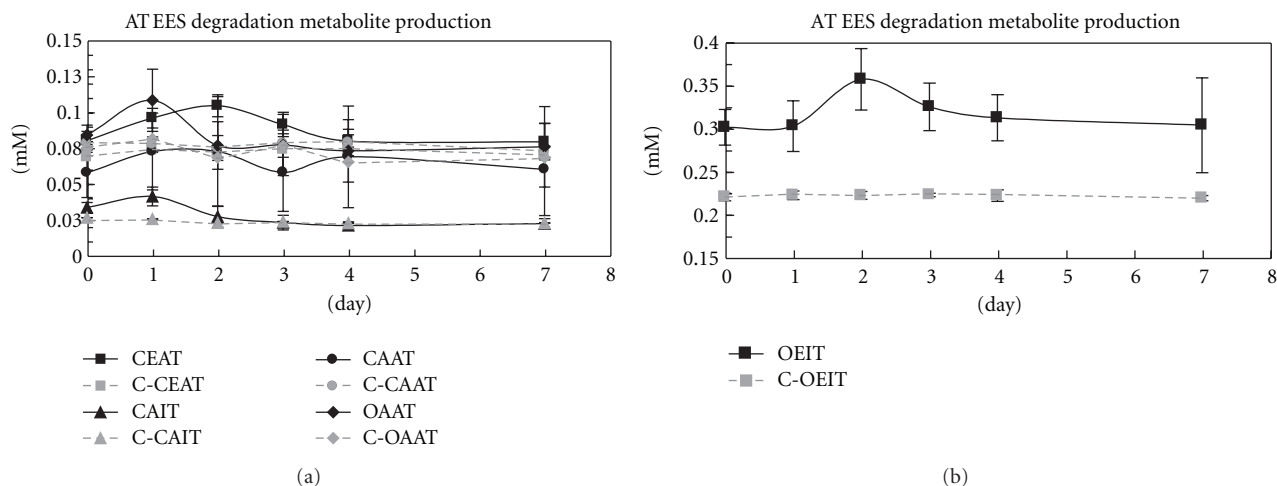 AT EES degradation metabolite production
0.15
0.13
0.1
0.08
0.05
0.03
0
(mM)
0 1 2 3 4 5 6 7 8
(day)
CEAT
C-CEAT
CAIT
C-CAIT
CAAT
C-CAAT
OAAT
C-OAAT
(a)
AT EES degradation metabolite production
0.4
0.35
0.3
0.25
0.2
0.15
(mM)
0 1 2 3 4 5 6 7 8
(day)
OEIT
C-OEIT
(b)